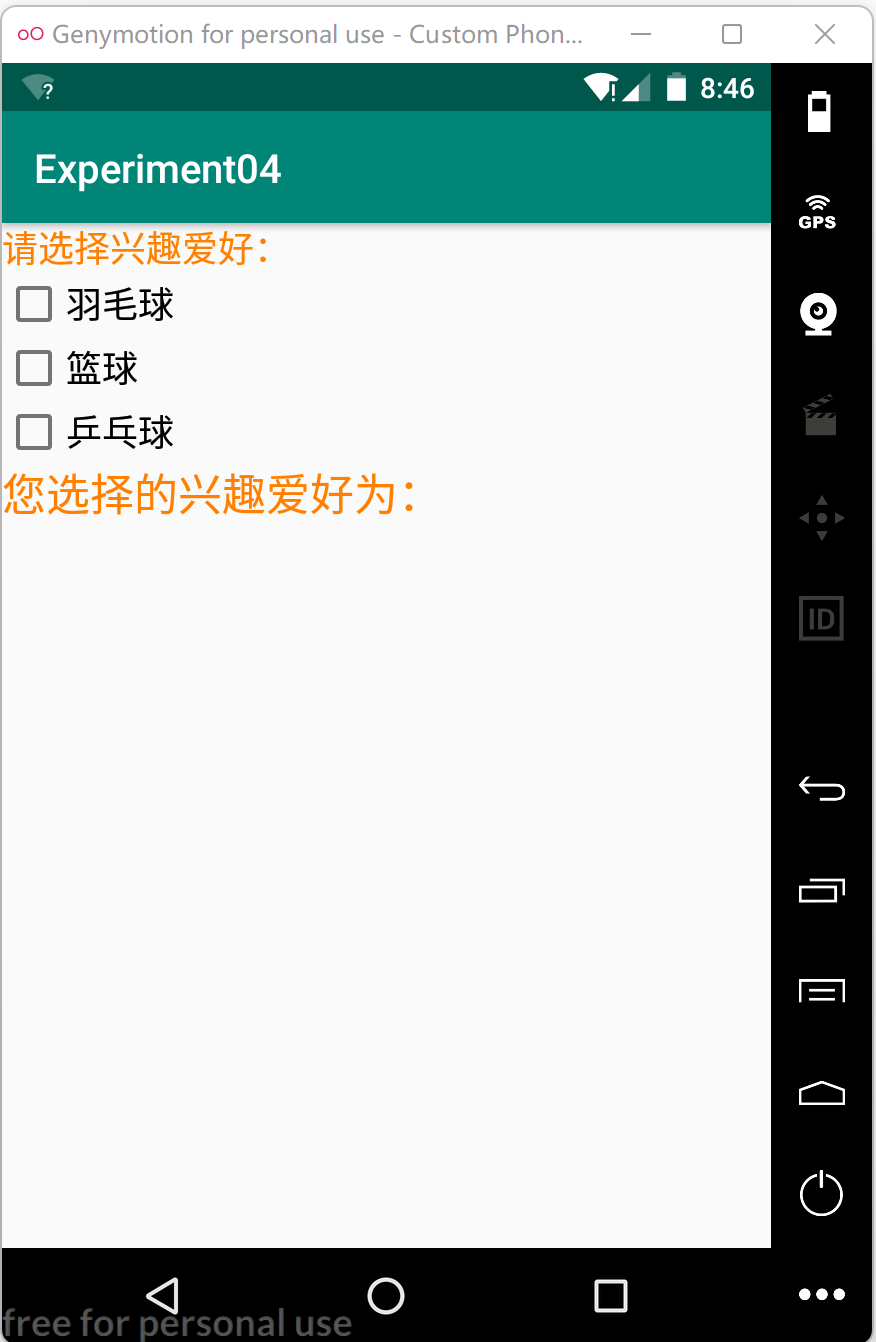 Genymotion for personal use - Custom Phon...
8:46
Experiment04
GPS
请选择兴趣爱好：
羽毛球
篮球
乒乓球
您选择的兴趣爱好为：
ID
free for personal use